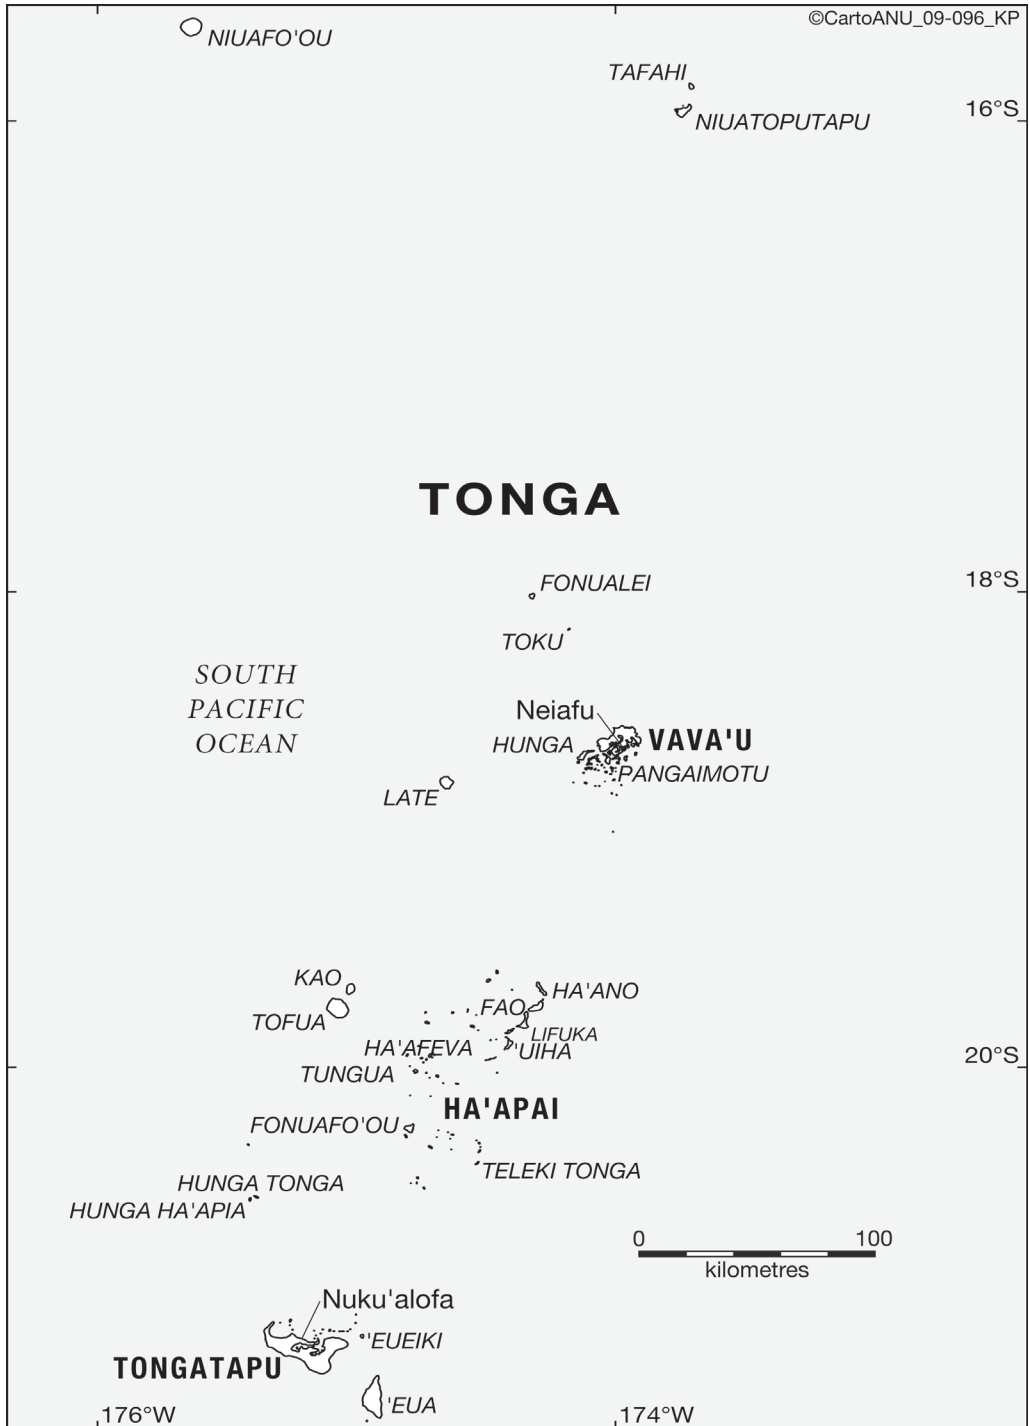 ©CartoANU_09-096_KP
NIUAFO'OU
TAFAHI
16°S
NIUATOPUTAPU
TONGA
18°S
FONUALEI
TOKU
SOUTH
PACIFIC
OCEAN
Neiafu
HUNGA
VAVA'U
PANGAIMOTU
LATE
KAO
HA'ANO
FAO
TOFUA
LIFUKA
HA'AFEVA
'UIHA
20°S
TUNGUA
HA'APAI
FONUAFO'OU
TELEKI TONGA
HUNGA TONGA
HUNGA HA'APIA
0 100
kilometres
Nuku'alofa
'EUEIKI
TONGATAPU
'EUA
176°W
174°W